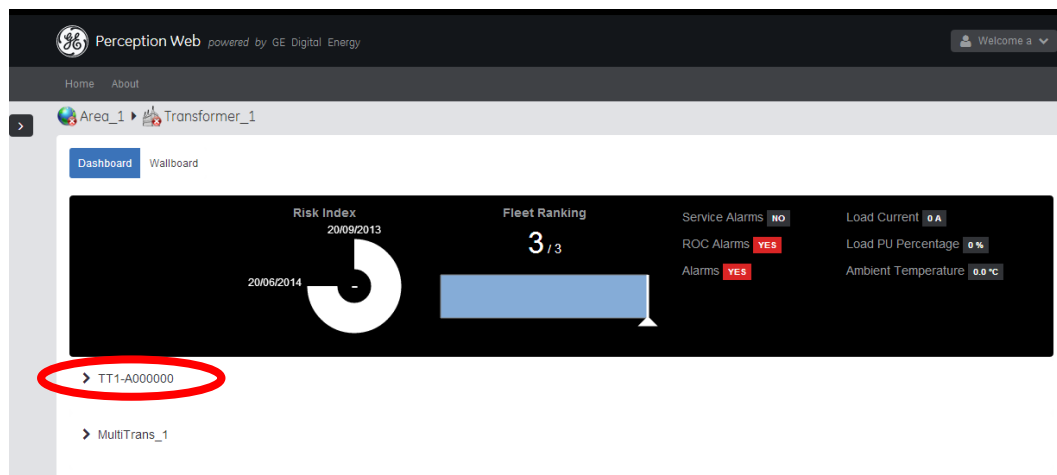 Perception Web powered by GE Digital Energy
Welcome a
Home About
Area_1 Transformer_1
Dashboard Wallboard
Risk Index
20/09/2013
20/06/2014
-
Fleet Ranking
3 / 3
Service Alarms NO
ROC Alarms YES
Alarms YES
Load Current 0 A
Load PU Percentage 0 %
Ambient Temperature 0.0 °C
TT1-A000000
MultiTrans_1